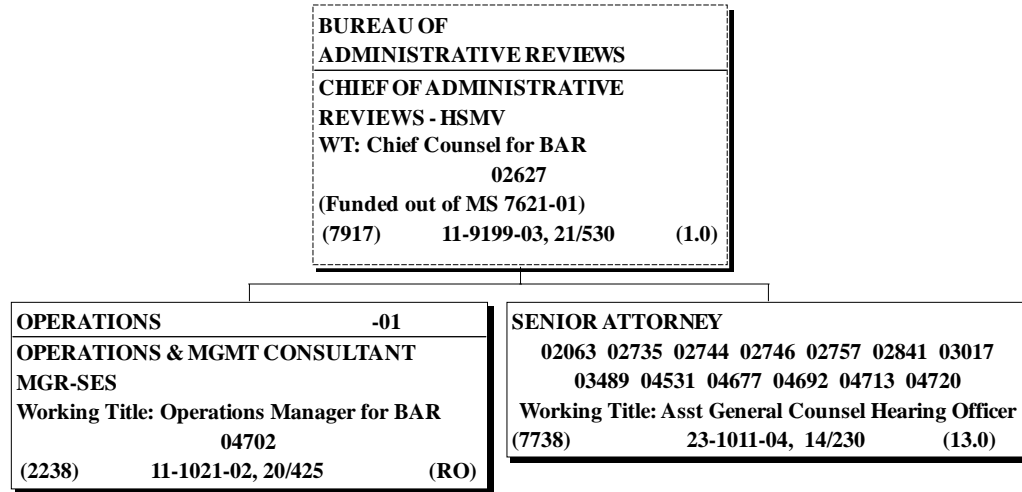 BUREAU OF
ADMINISTRATIVE REVIEWS
CHIEF OF ADMINISTRATIVE
REVIEWS - HSMV
WT: Chief Counsel for BAR
02627
(Funded out of MS 7621-01)
(7917) 11-9199-03, 21/530 (1.0)
OPERATIONS -01
OPERATIONS & MGMT CONSULTANT
MGR-SES
Working Title: Operations Manager for BAR
04702
(2238) 11-1021-02, 20/425 (RO)
SENIOR ATTORNEY
02063 02735 02744 02746 02757 02841 03017
03489 04531 04677 04692 04713 04720
Working Title: Asst General Counsel Hearing Officer
(7738) 23-1011-04, 14/230 (13.0)